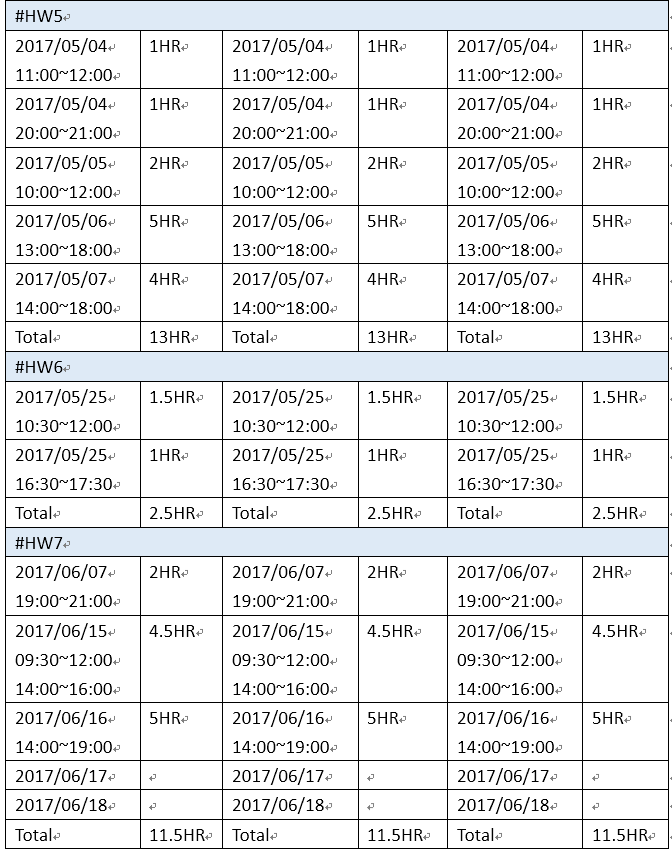 #HW5
2017/05/04 1HR 2017/05/04 1HR 2017/05/04 1HR
11:00~12:00 11:00~12:00 11:00~12:00
2017/05/04 1HR 2017/05/04 1HR 2017/05/04 1HR
20:00~21:00 20:00~21:00 20:00~21:00
2017/05/05 2HR 2017/05/05 2HR 2017/05/05 2HR
10:00~12:00 10:00~12:00 10:00~12:00
2017/05/06 5HR 2017/05/06 5HR 2017/05/06 5HR
13:00~18:00 13:00~18:00 13:00~18:00
2017/05/07 4HR 2017/05/07 4HR 2017/05/07 4HR
14:00~18:00 14:00~18:00 14:00~18:00
Total 13HR Total 13HR Total 13HR
#HW6
2017/05/25 1.5HR 2017/05/25 1.5HR 2017/05/25 1.5HR
10:30~12:00 10:30~12:00 10:30~12:00
2017/05/25 1HR 2017/05/25 1HR 2017/05/25 1HR
16:30~17:30 16:30~17:30 16:30~17:30
Total 2.5HR Total 2.5HR Total 2.5HR
#HW7
2017/06/07 2HR 2017/06/07 2HR 2017/06/07 2HR
19:00~21:00 19:00~21:00 19:00~21:00
2017/06/15 4.5HR 2017/06/15 4.5HR 2017/06/15 4.5HR
09:30~12:00 09:30~12:00 09:30~12:00
14:00~16:00 14:00~16:00 14:00~16:00
2017/06/16 5HR 2017/06/16 5HR 2017/06/16 5HR
14:00~19:00 14:00~19:00 14:00~19:00
2017/06/17 2017/06/17 2017/06/17
2017/06/18 2017/06/18 2017/06/18
Total 11.5HR Total 11.5HR Total 11.5HR